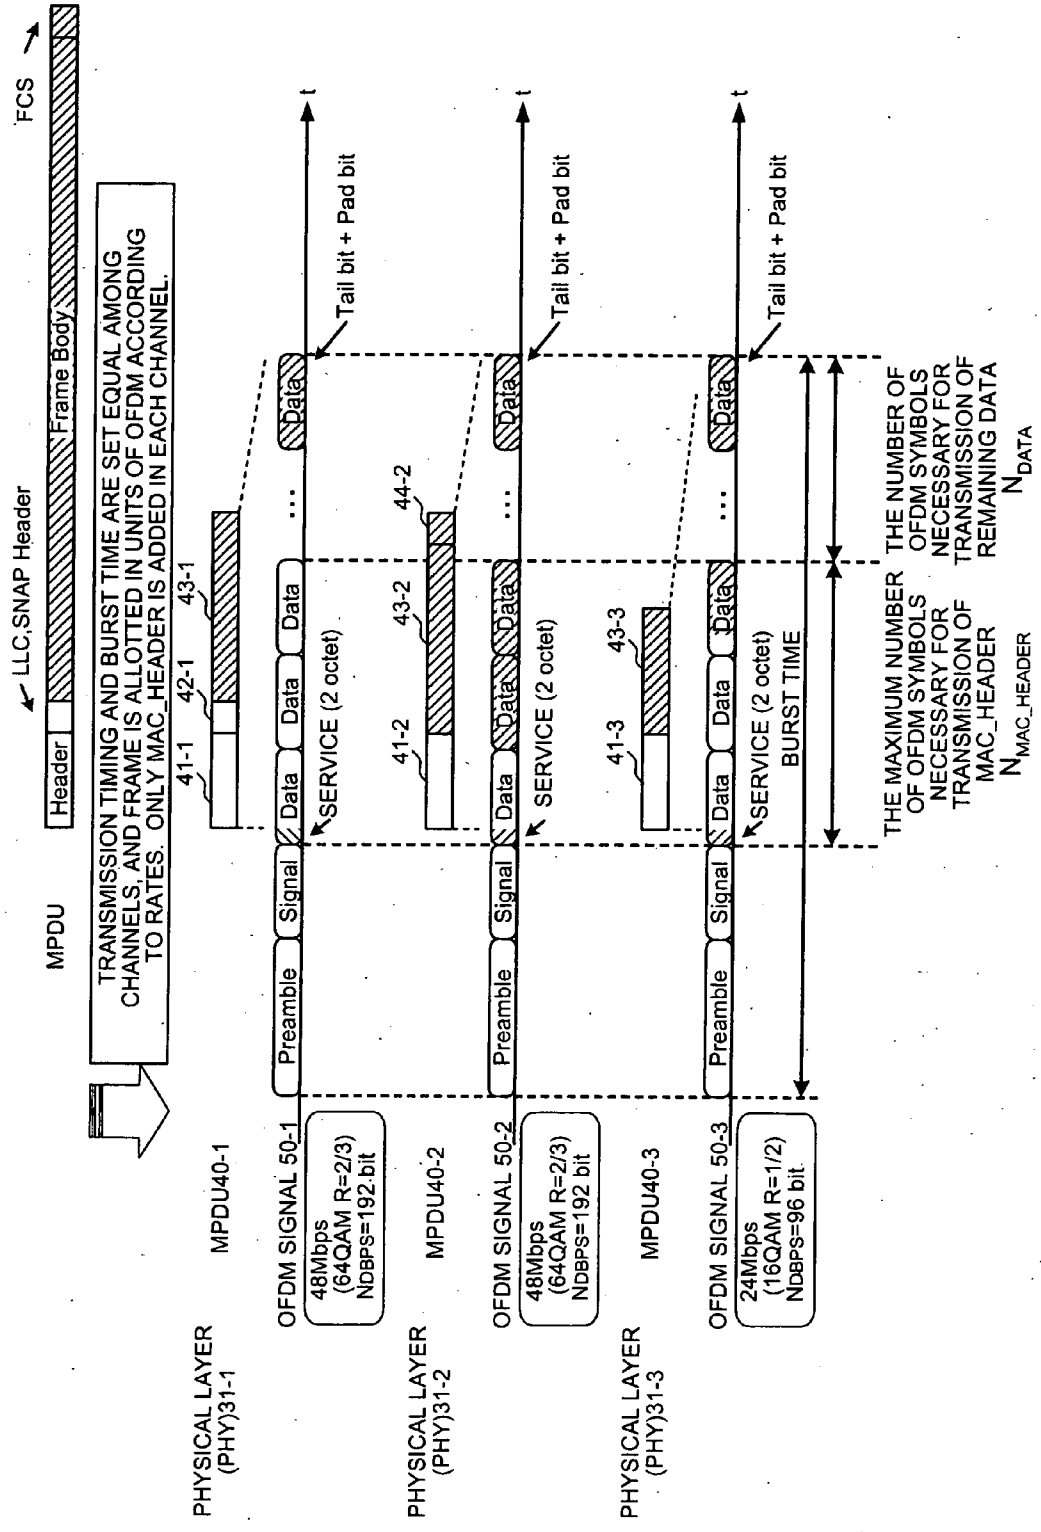 MPDU
Header
LLC,SNAP Header
Frame Body
FCS
TRANSMISSION TIMING AND BURST TIME ARE SET EQUAL AMONG
CHANNELS, AND FRAME IS ALLOTTED IN UNITS OF OFDM ACCORDING
TO RATES. ONLY MAC_HEADER IS ADDED IN EACH CHANNEL.
PHYSICAL LAYER
(PHY)31-1
MPDU40-1
41-1
42-1
43-1
OFDM SIGNAL 50-1
Preamble
Signal
Data
Data
Data
...
Data
t
48Mbps
(64QAM R=2/3)
NDBPS=192 bit
SERVICE (2 octet)
Tail bit + Pad bit
PHYSICAL LAYER
(PHY)31-2
MPDU40-2
41-2
43-2
44-2
OFDM SIGNAL 50-2
Preamble
Signal
Data
Data
Data
...
Data
t
48Mbps
(64QAM R=2/3)
NDBPS=192 bit
SERVICE (2 octet)
Tail bit + Pad bit
PHYSICAL LAYER
(PHY)31-3
MPDU40-3
41-3
43-3
OFDM SIGNAL 50-3
Preamble
Signal
Data
Data
Data
...
Data
t
24Mbps
(16QAM R=1/2)
NDBPS=96 bit
SERVICE (2 octet)
Tail bit + Pad bit
BURST TIME
THE MAXIMUM NUMBER
OF OFDM SYMBOLS
NECESSARY FOR
TRANSMISSION OF
MAC_HEADER
NMAC_HEADER
THE NUMBER OF
OFDM SYMBOLS
NECESSARY FOR
TRANSMISSION OF
REMAINING DATA
NDATA